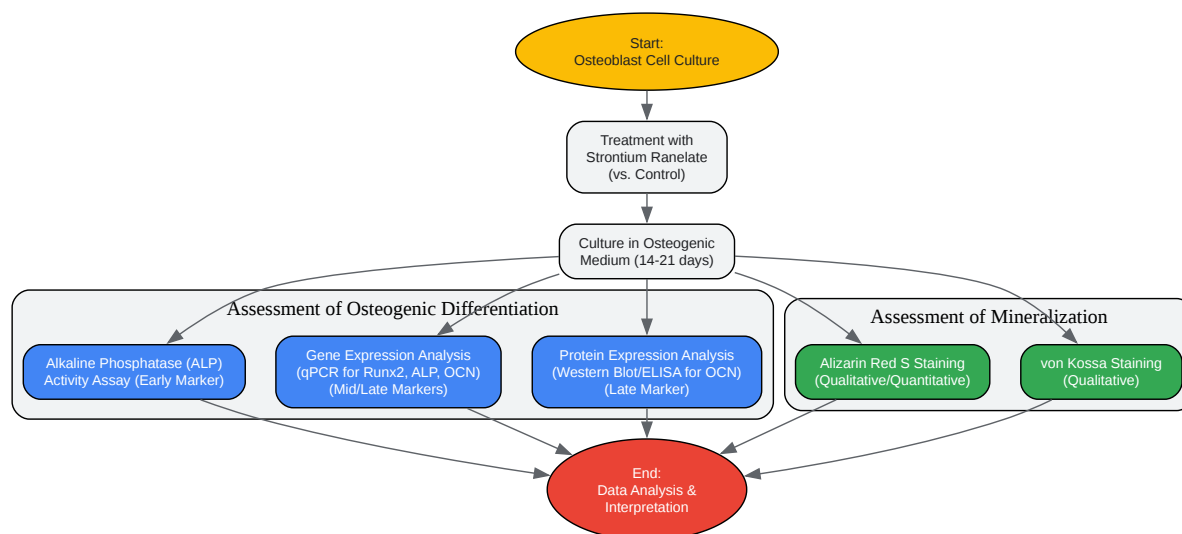 Start:
Osteoblast Cell Culture
Treatment with
Strontium Ranelate
(vs. Control)
Culture in Osteogenic
Medium (14-21 days)
Assessment of Osteogenic Differentiation
Alkaline Phosphatase (ALP)
Activity Assay (Early Marker)
Gene Expression Analysis
(qPCR for Runx2, ALP, OCN)
(Mid/Late Markers)
Protein Expression Analysis
(Western Blot/ELISA for OCN)
(Late Marker)
Assessment of Mineralization
Alizarin Red S Staining
(Qualitative/Quantitative)
von Kossa Staining
(Qualitative)
End:
Data Analysis &
Interpretation